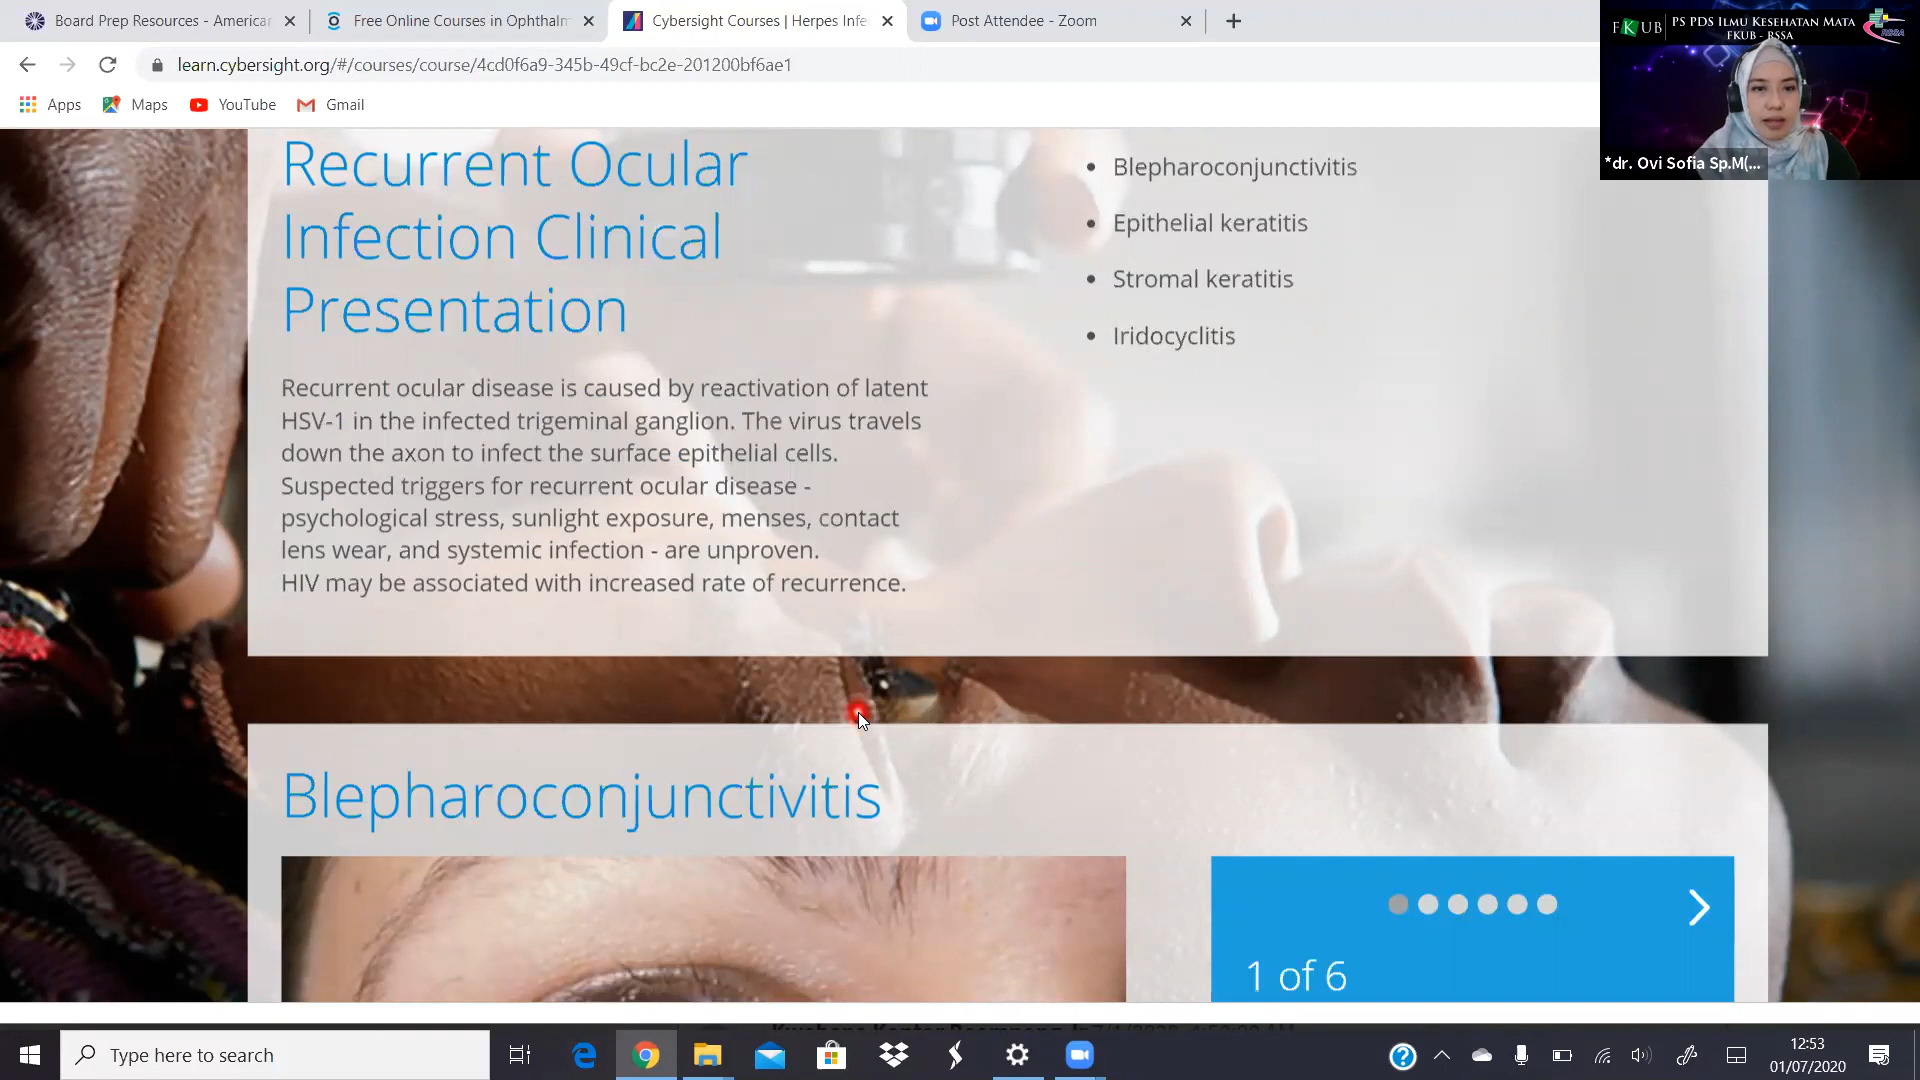 Board Prep Resources - America
Free Online Courses in Ophthalm
Cybersight Courses | Herpes Infe
Post Attendee - Zoom
learn.cybersight.org/#/courses/course/4cd0f6a9-345b-49cf-bc2e-201200bf6ae1
Apps
Maps
YouTube
Gmail
FKUB
PS PDS Ilmu Kesehatan Mata
FKUB - RSSA
RSSA
*dr. Ovi Sofia Sp.M(...
Recurrent Ocular
Infection Clinical
Presentation
Recurrent ocular disease is caused by reactivation of latent
HSV-1 in the infected trigeminal ganglion. The virus travels
down the axon to infect the surface epithelial cells.
Suspected triggers for recurrent ocular disease -
psychological stress, sunlight exposure, menses, contact
lens wear, and systemic infection - are unproven.
HIV may be associated with increased rate of recurrence.
• Blepharoconjunctivitis
• Epithelial keratitis
• Stromal keratitis
• Iridocyclitis
Blepharoconjunctivitis
1 of 6
Type here to search
12:53
01/07/2020